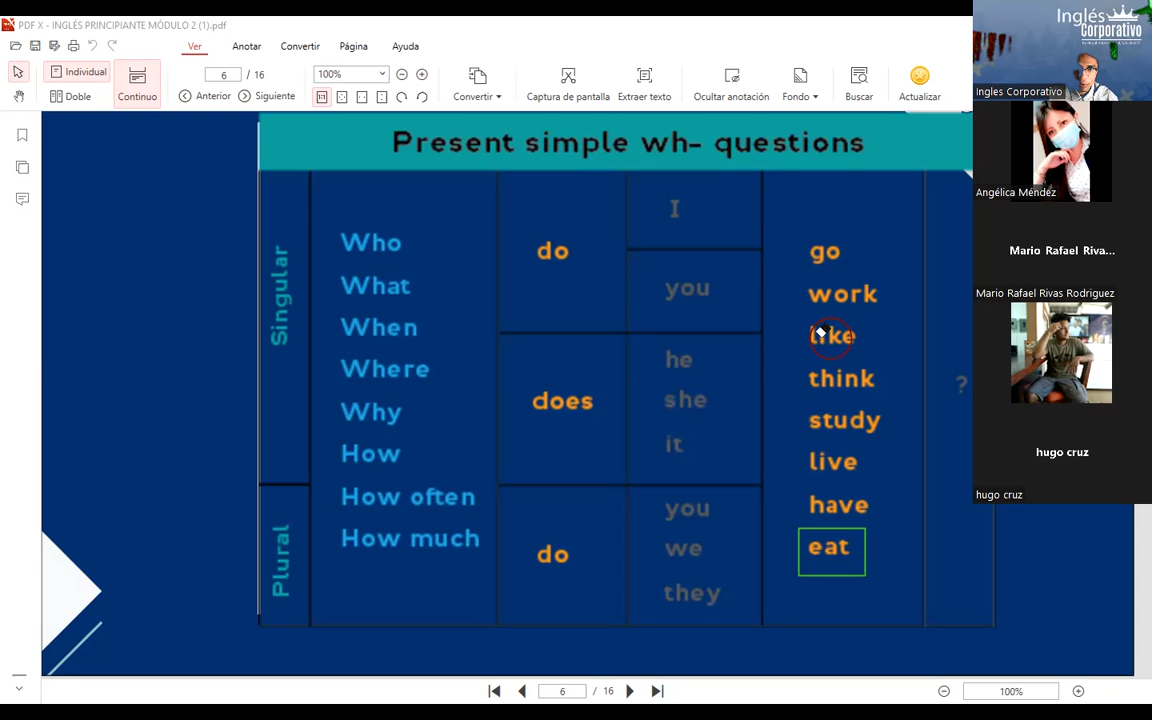 PDF X - INGLÉS PRINCIPIANTE MÓDULO 2 (1).pdf
Ver Anotar Convertir Página Ayuda
Individual
Doble
Continuo
6 / 16
Anterior Siguiente
100%
Convertir
Captura de pantalla
Extraer texto
Ocultar anotación
Fondo
Buscar
Actualizar
Present simple wh- questions
Singular
Who
What
When
Where
Why
How
How often
How much
do
I
you
does
he
she
it
Plural
do
you
we
they
go
work
like
think
study
live
have
eat
?
6 / 16
100%
Inglés
Corporativo
Ingles Corporativo
Angélica Méndez
Mario Rafael Riva...
Mario Rafael Rivas Rodriguez
hugo cruz
hugo cruz